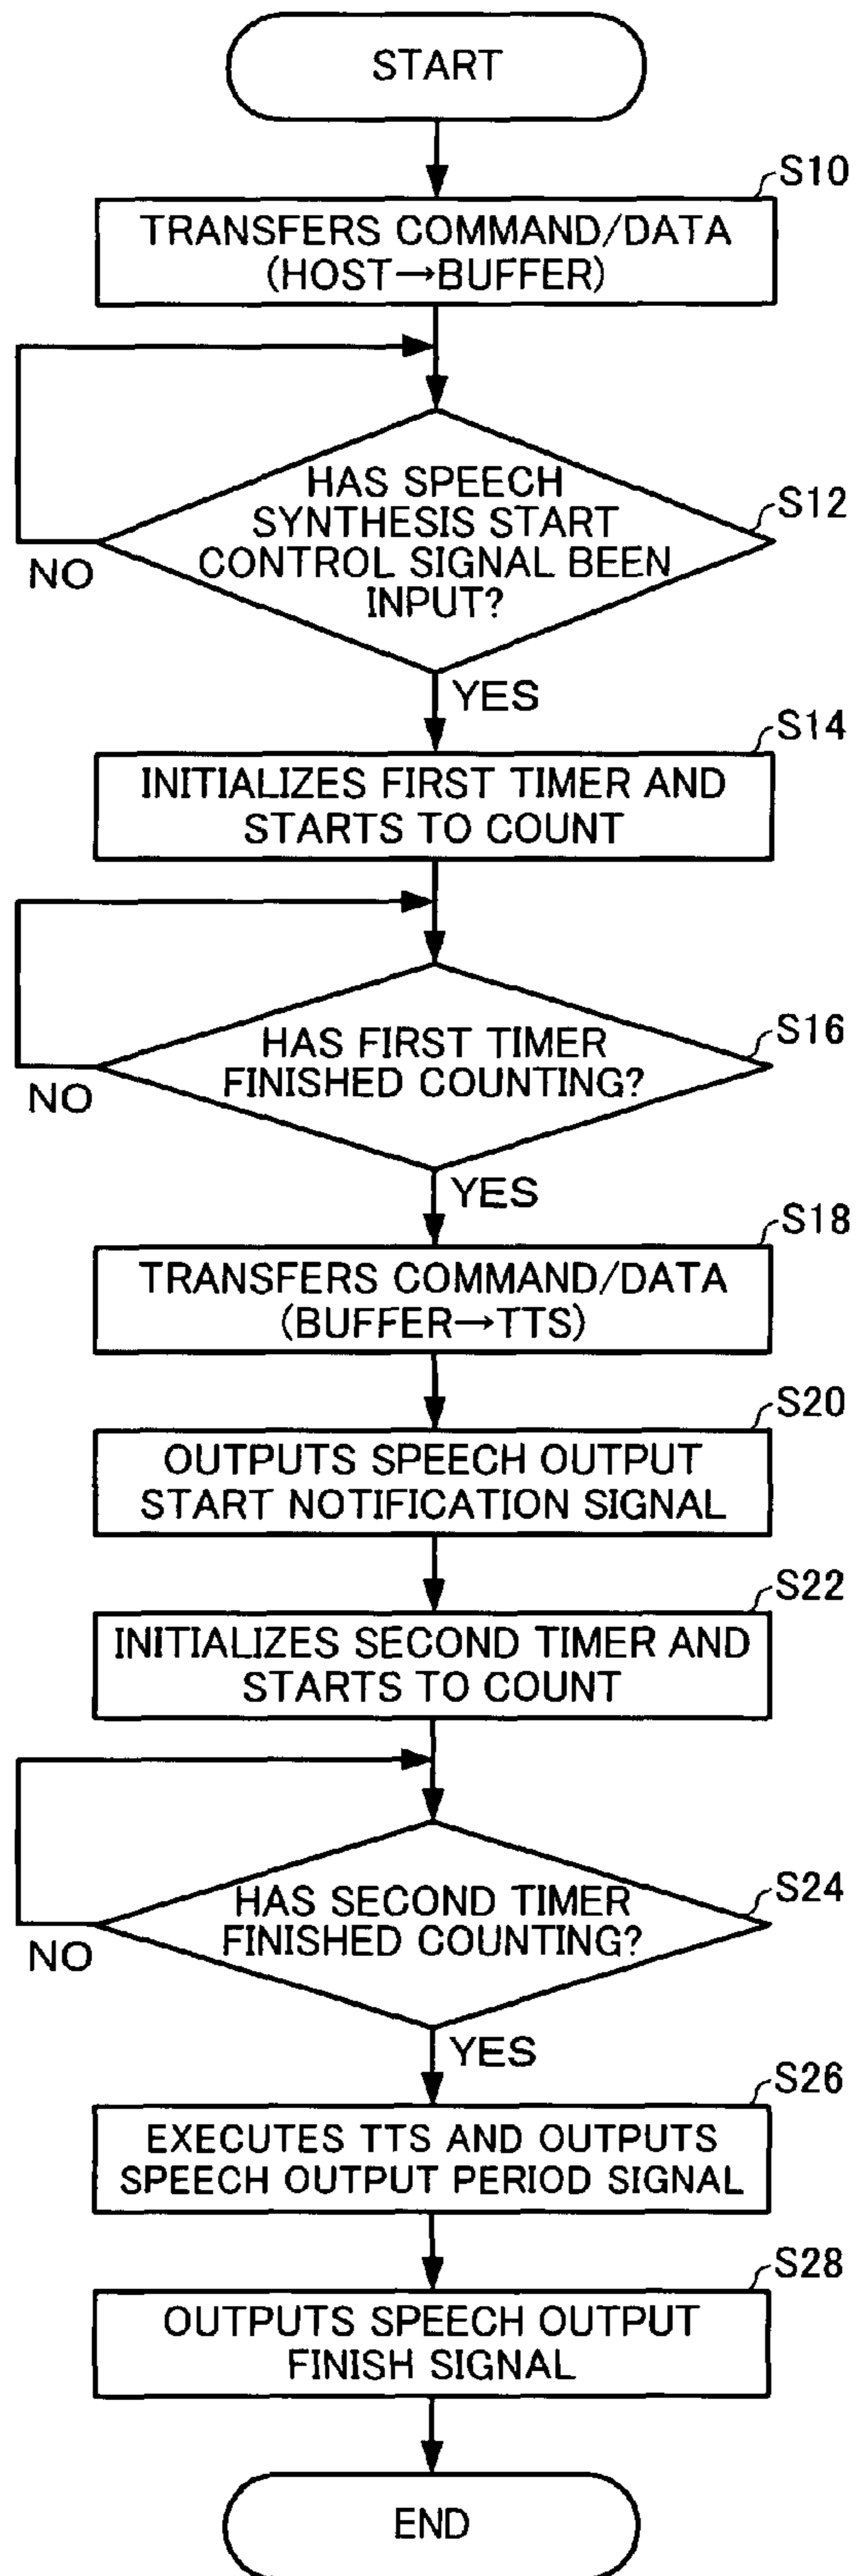 START
S10
TRANSFERS COMMAND/DATA
(HOST→BUFFER)
HAS SPEECH
SYNTHESIS START
CONTROL SIGNAL BEEN
INPUT?
S12
NO
YES
S14
INITIALIZES FIRST TIMER AND
STARTS TO COUNT
HAS FIRST TIMER
FINISHED COUNTING?
S16
NO
YES
S18
TRANSFERS COMMAND/DATA
(BUFFER→TTS)
S20
OUTPUTS SPEECH OUTPUT
START NOTIFICATION SIGNAL
S22
INITIALIZES SECOND TIMER AND
STARTS TO COUNT
HAS SECOND TIMER
FINISHED COUNTING?
S24
NO
YES
S26
EXECUTES TTS AND OUTPUTS
SPEECH OUTPUT PERIOD SIGNAL
S28
OUTPUTS SPEECH OUTPUT
FINISH SIGNAL
END